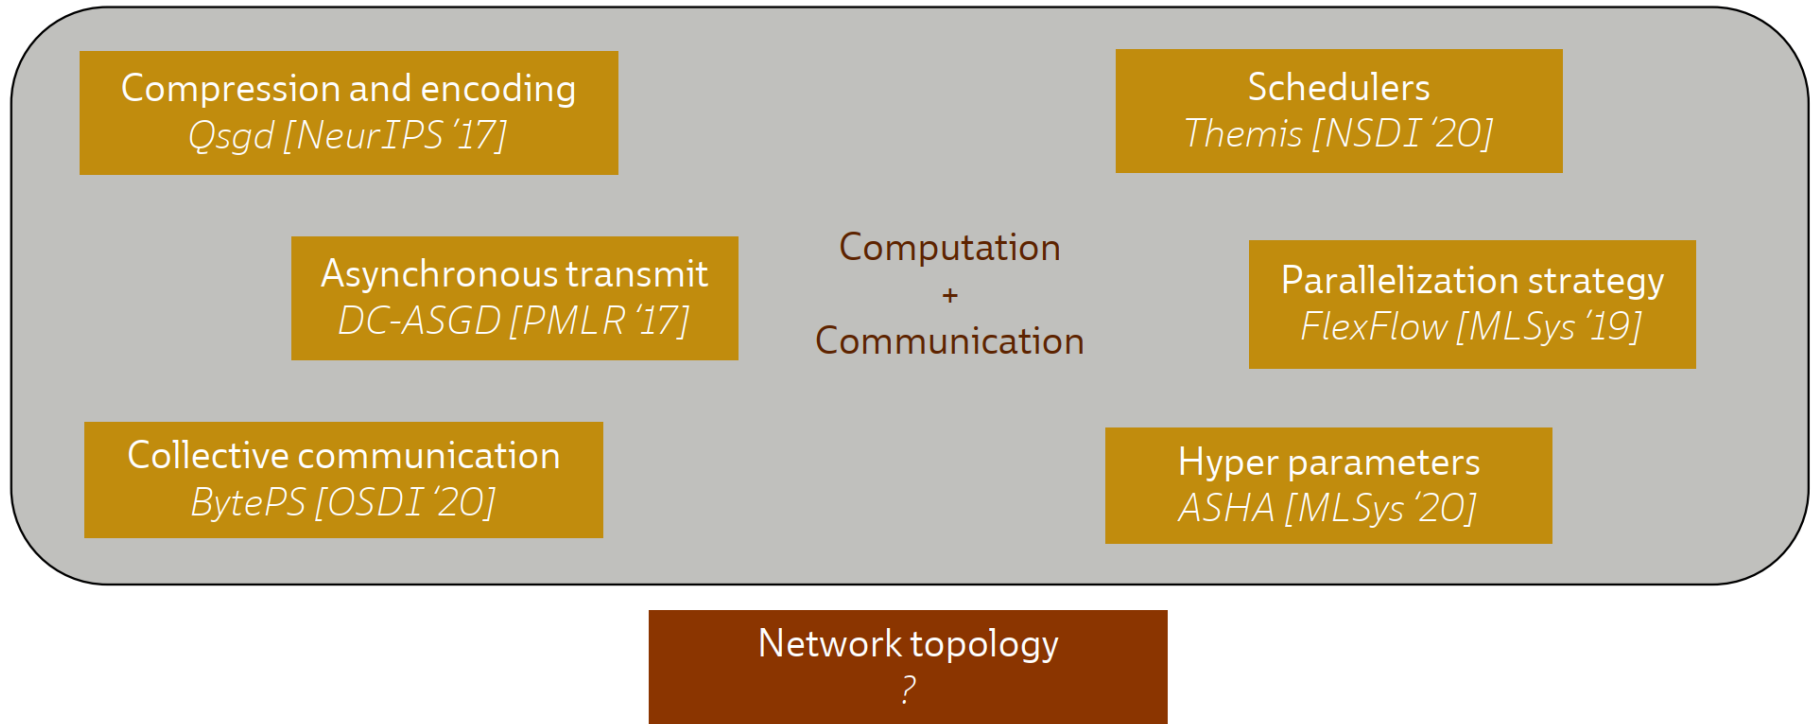 Compression and encoding
Qsgd [NeurIPS ‘17]
Schedulers
Themis [NSDI ‘20]
Asynchronous transmit
DC-ASGD [PMLR ‘17]
Computation
+
Communication
Parallelization strategy
FlexFlow [MLSys ‘19]
Collective communication
BytePS [OSDI ‘20]
Hyper parameters
ASHA [MLSys ‘20]
Network topology
?